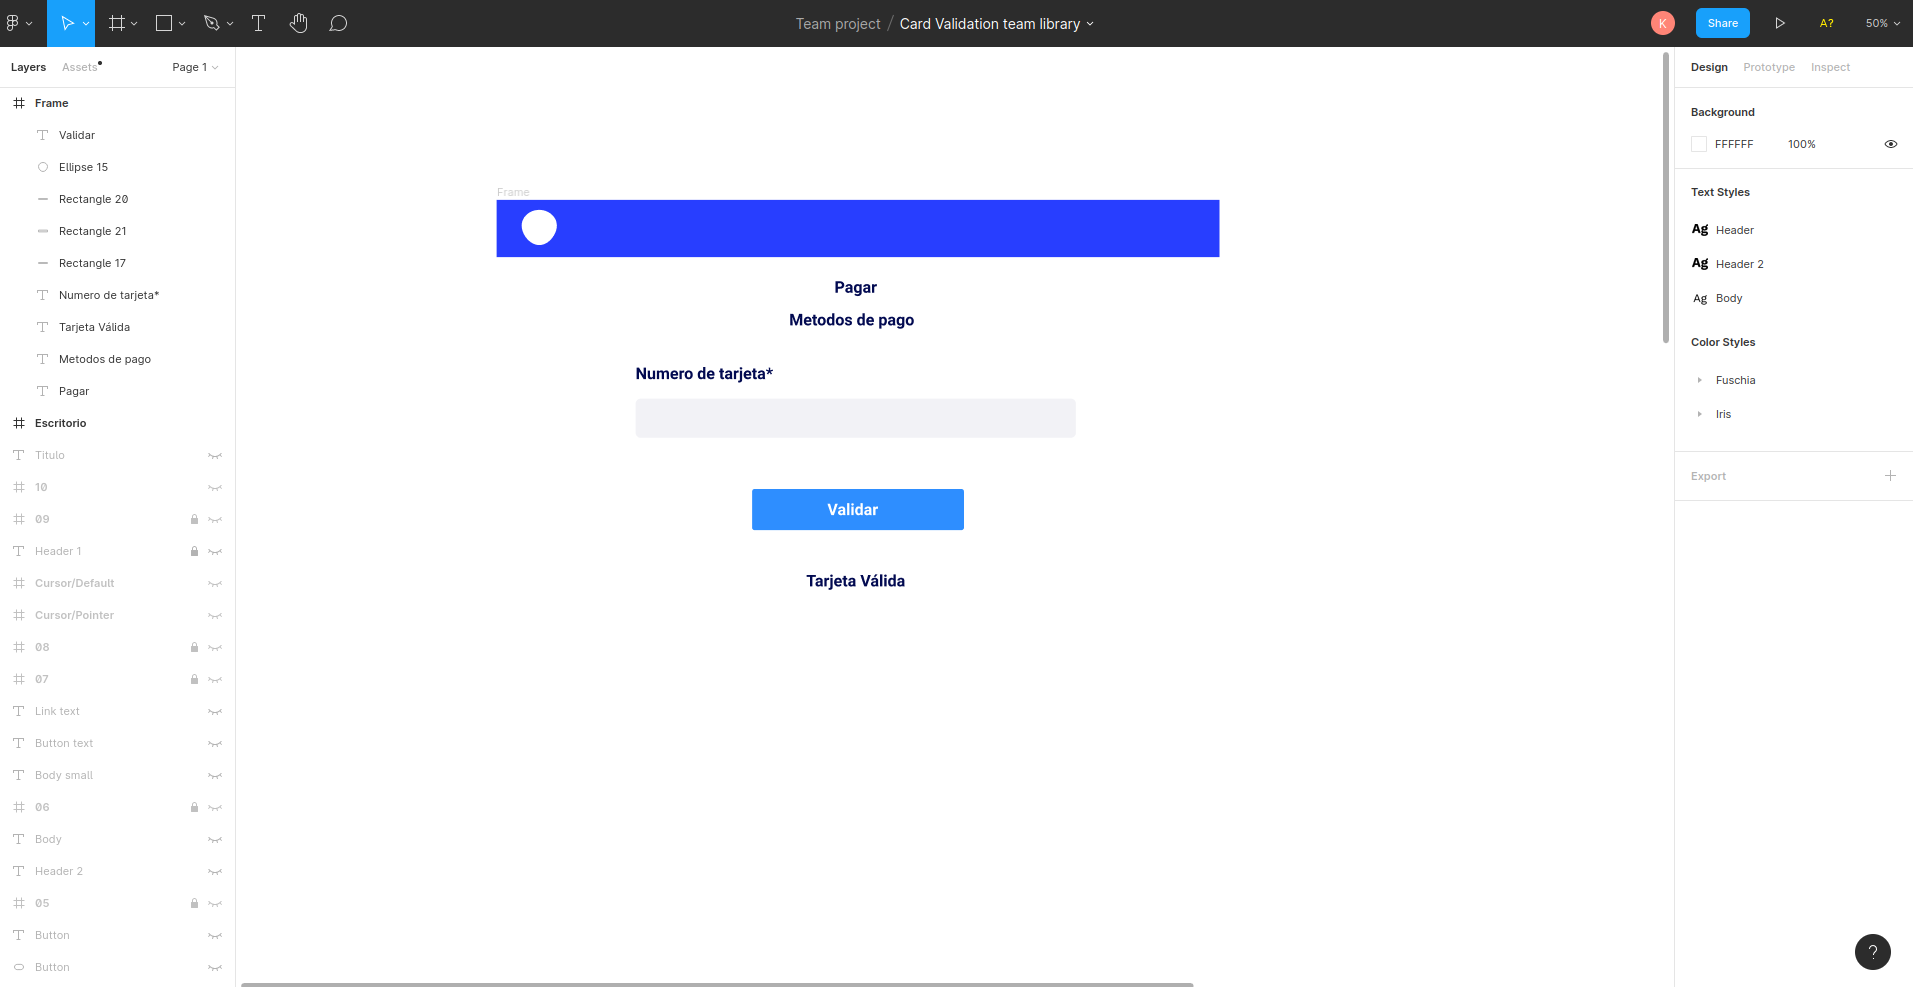 Team project / Card Validation team library
K
Share
A?
50%
Layers
Assets
Page 1
Frame
Validar
Ellipse 15
Rectangle 20
Rectangle 21
Rectangle 17
Numero de tarjeta*
Tarjeta Válida
Metodos de pago
Pagar
Escritorio
Titulo
10
09
Header 1
Cursor/Default
Cursor/Pointer
08
07
Link text
Button text
Body small
06
Body
Header 2
05
Button
Button
Frame
Pagar
Metodos de pago
Numero de tarjeta*
Validar
Tarjeta Válida
Design
Prototype
Inspect
Background
FFFFFF
100%
Text Styles
Ag Header
Ag Header 2
Ag Body
Color Styles
Fuschia
Iris
Export
?